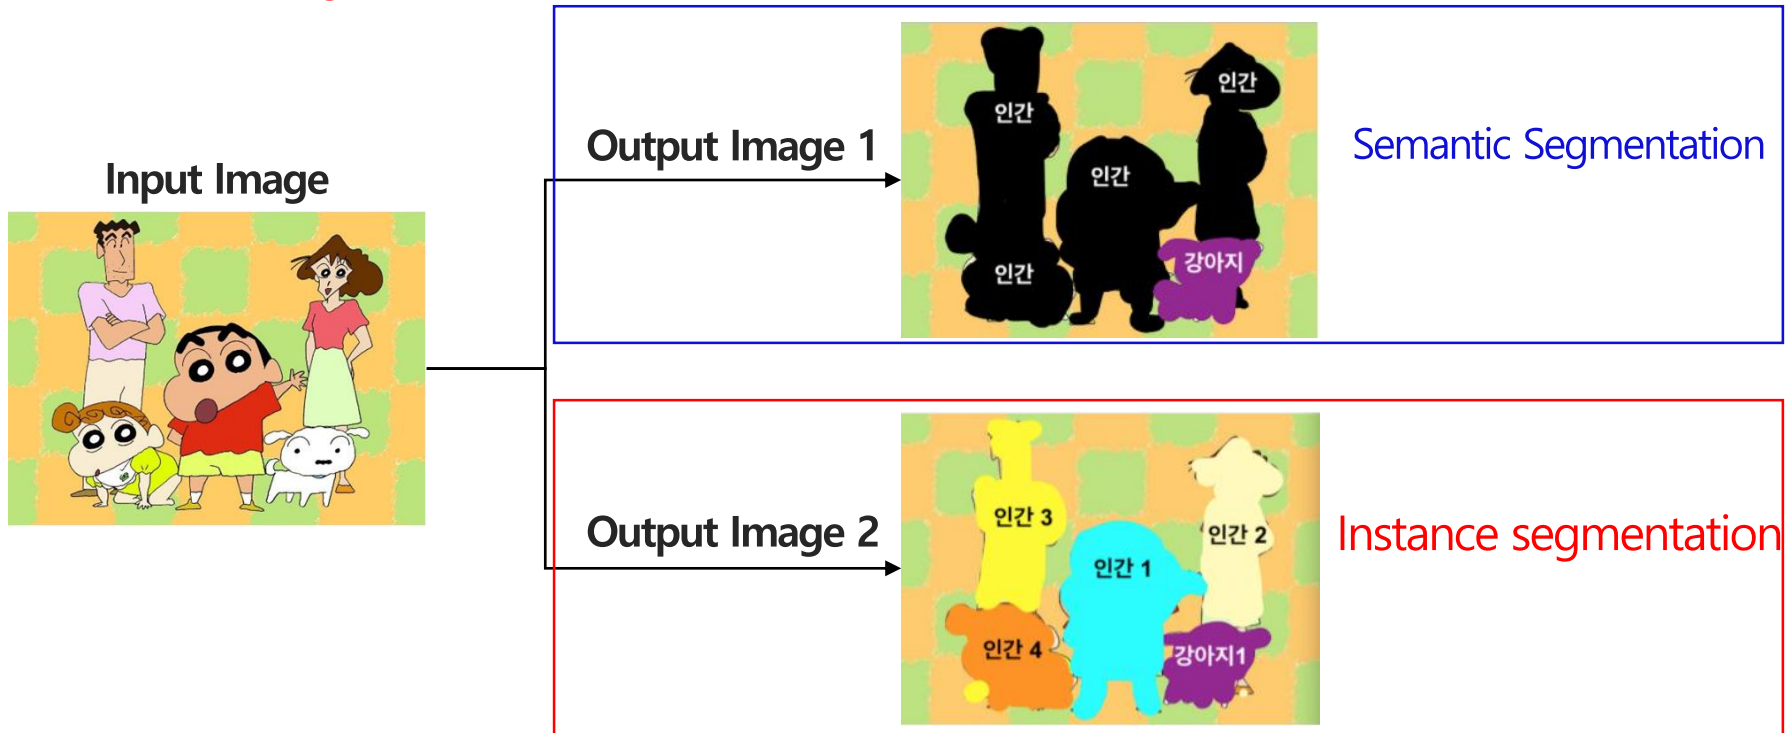 Input Image
Output Image 1
인간
인간
인간
인간
강아지
Semantic Segmentation
Output Image 2
인간 3
인간 2
인간 1
인간 4
강아지1
Instance segmentation